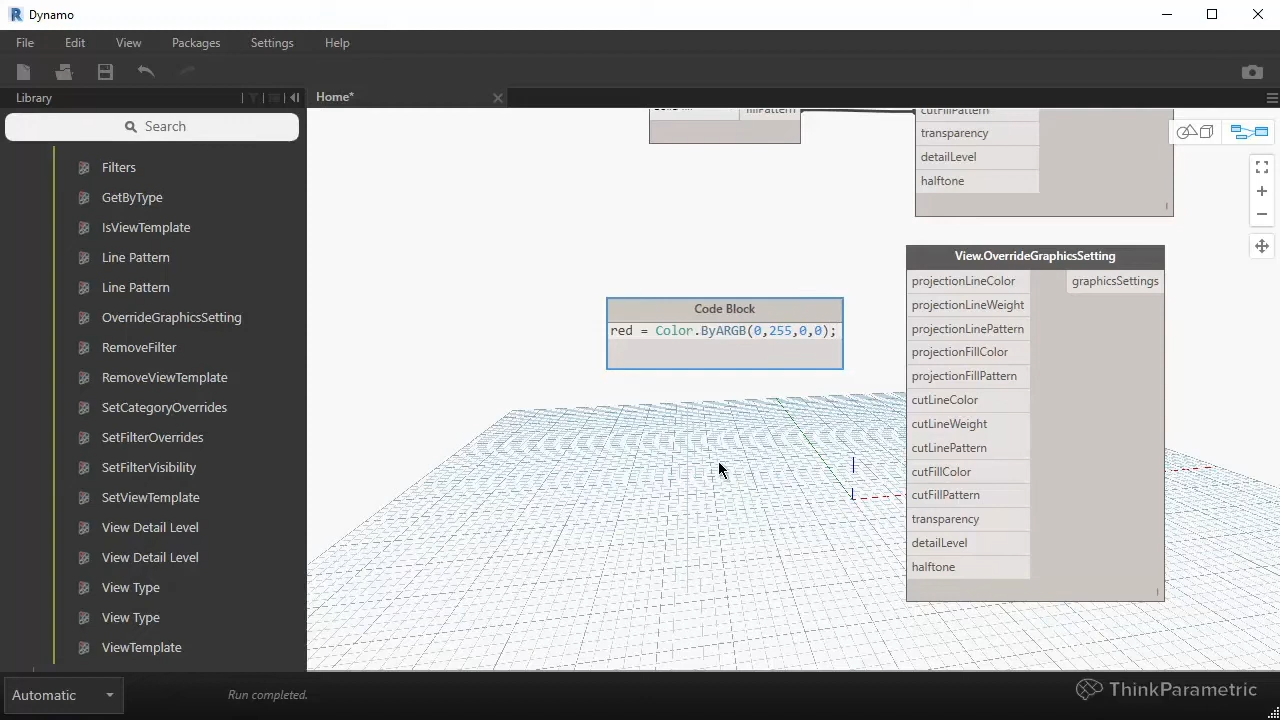 Dynamo
File Edit View Packages Settings Help
Library
Home*
Search
Filters
GetByType
IsViewTemplate
Line Pattern
Line Pattern
OverrideGraphicsSetting
RemoveFilter
RemoveViewTemplate
SetCategoryOverrides
SetFilterOverrides
SetFilterVisibility
SetViewTemplate
View Detail Level
View Detail Level
View Type
View Type
ViewTemplate
fillPattern
cutFillPattern
transparency
detailLevel
halftone
Code Block
red = Color.ByARGB(0,255,0,0);
View.OverrideGraphicsSetting
projectionLineColor graphicsSettings
projectionLineWeight
projectionLinePattern
projectionFillColor
projectionFillPattern
cutLineColor
cutLineWeight
cutLinePattern
cutFillColor
cutFillPattern
transparency
detailLevel
halftone
Automatic
Run completed.
ThinkParametric